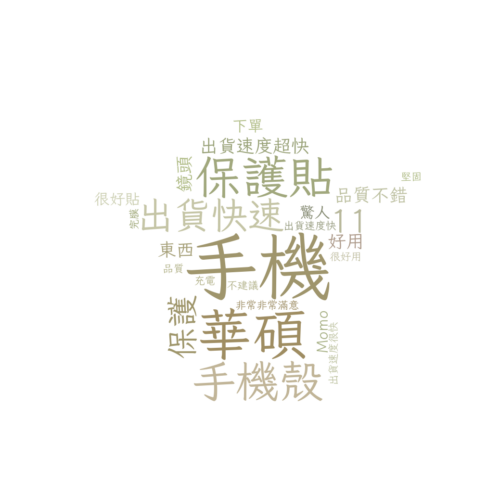 下單
出貨速度超快
鏡頭
保護貼
堅固
很好貼
品質不錯
出貨快速
驚人
11
出貨速度快
好用
東西
手機
很好用
品質
充電
不建議
非常非常滿意
保護
華碩
Momo
出貨速度很快
手機殼